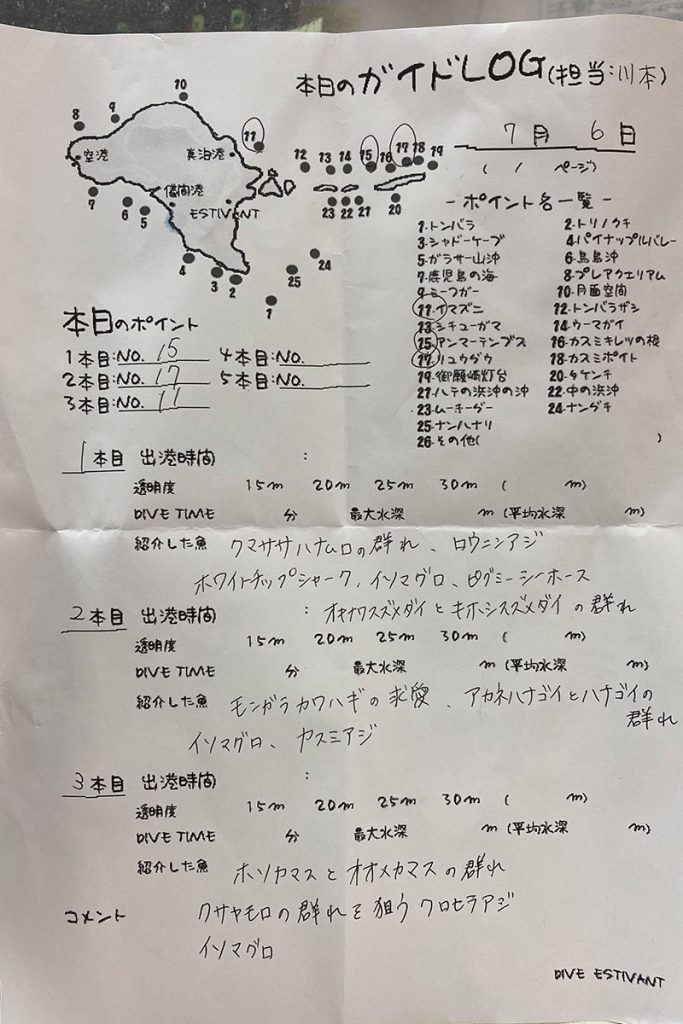 本日のガイドLOG(担当:川本)
7月 6日
( / ページ)
10
9
8
11
空港
真泊港
12 13 14 15 16 17 18 19
7
6
5
儀間港
ESTIVANT
23 22 21
20
4
3
2
1
25
24
- ポイント名一覧 -
1.トンバラ 2.トリノクチ
3.シャドーケーブ 4.パイナップルバレー
5.ガラサー山沖 6.鳥島沖
7.鹿児島の海 8.プレアクエリアム
9.ミーフガー 10.月面空間
11.イマズニ 12.トンバラザシ
13.シチューガマ 14.ウーマガイ
15.アンマーテンブス 16.カスミキレツの根
17.リュウダウ 18.カスミポイト
19.御願崎灯台 20.タケンチ
21.ハテの浜沖の沖 22.中の浜沖
23.ムーチーダー 24.ナンダキ
25.ナンハナリ
26.その他( )
本日のポイント
1本目:NO. 15 4本目:NO.
2本目:NO. 17 5本目:NO.
3本目:NO. 11
1本目 出港時間 :
透明度 15m 20m 25m 30m ( m)
DIVE TIME 分 最大水深 m (平均水深 m)
紹介した魚 クマササハナムロの群れ、ロウニンアジ
ホワイトチップシャーク,イソマグロ、ピグミーシーホース
2本目 出港時間 : オキナワスズメダイとキホシスズメダイの群れ
透明度 15m 20m 25m 30m ( m)
DIVE TIME 分 最大水深 m (平均水深 m)
紹介した魚 モンガラカワハギの求愛、アカネハナゴイとハナゴイの
群れ
イソマグロ、カスミアジ
3本目 出港時間 :
透明度 15m 20m 25m 30m ( m)
DIVE TIME 分 最大水深 m (平均水深 m)
紹介した魚 ホソカマスとオオメカマスの群れ
コメント クサヤモロの群れを狙うクロヒラアジ
イソマグロ
DIVE ESTIVANT